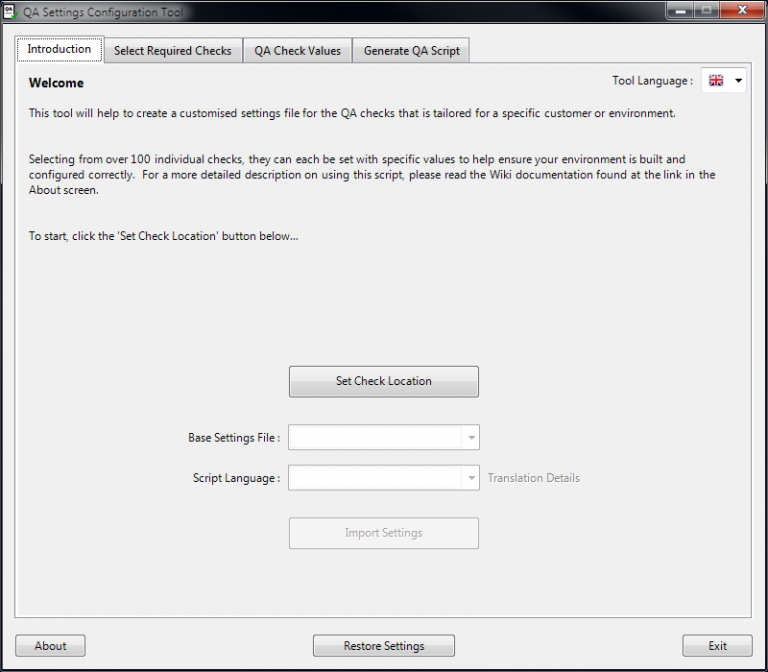 QA Settings Configuration Tool
Introduction
Select Required Checks
QA Check Values
Generate QA Script
Welcome
Tool Language :
This tool will help to create a customised settings file for the QA checks that is tailored for a specific customer or environment.
Selecting from over 100 individual checks, they can each be set with specific values to help ensure your environment is built and
configured correctly.  For a more detailed description on using this script, please read the Wiki documentation found at the link in the
About screen.
To start, click the 'Set Check Location' button below...
Set Check Location
Base Settings File :
Script Language :
Translation Details
Import Settings
About
Restore Settings
Exit